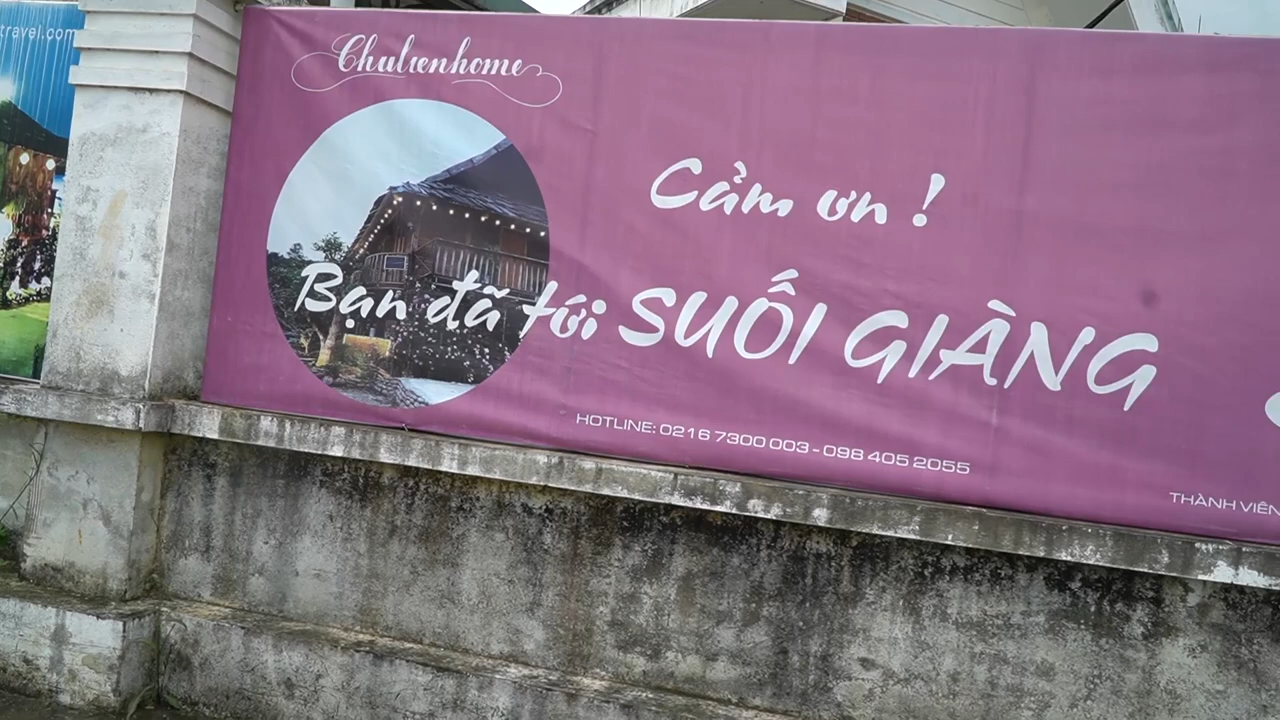 travel.com
Chulienhome
Cảm ơn !
Bạn đã tới SUỐI GIÀNG
HOTLINE: 0216 7300 003 - 098 405 2055
THÀNH VIÊN